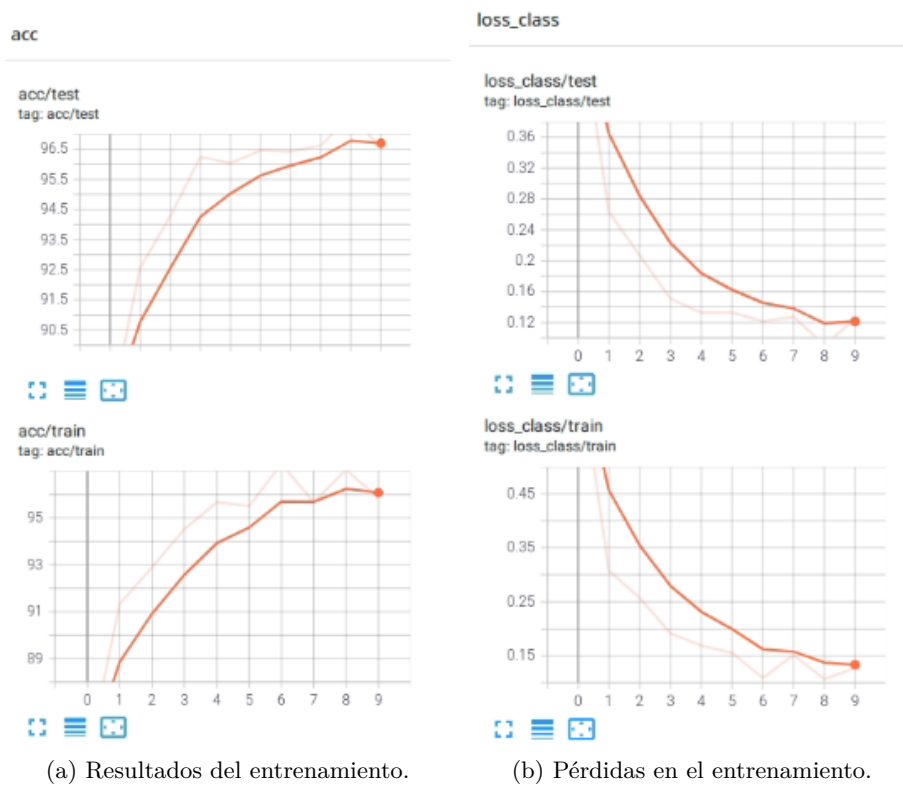 acc
acc/test
tag: acc/test
96.5
95.5
94.5
93.5
92.5
91.5
90.5
acc/train
tag: acc/train
95
93
91
89
0 1 2 3 4 5 6 7 8 9
(a) Resultados del entrenamiento.
loss_class
loss_class/test
tag: loss_class/test
0.36
0.32
0.28
0.24
0.2
0.16
0.12
0 1 2 3 4 5 6 7 8 9
loss_class/train
tag: loss_class/train
0.45
0.35
0.25
0.15
0 1 2 3 4 5 6 7 8 9
(b) Pérdidas en el entrenamiento.